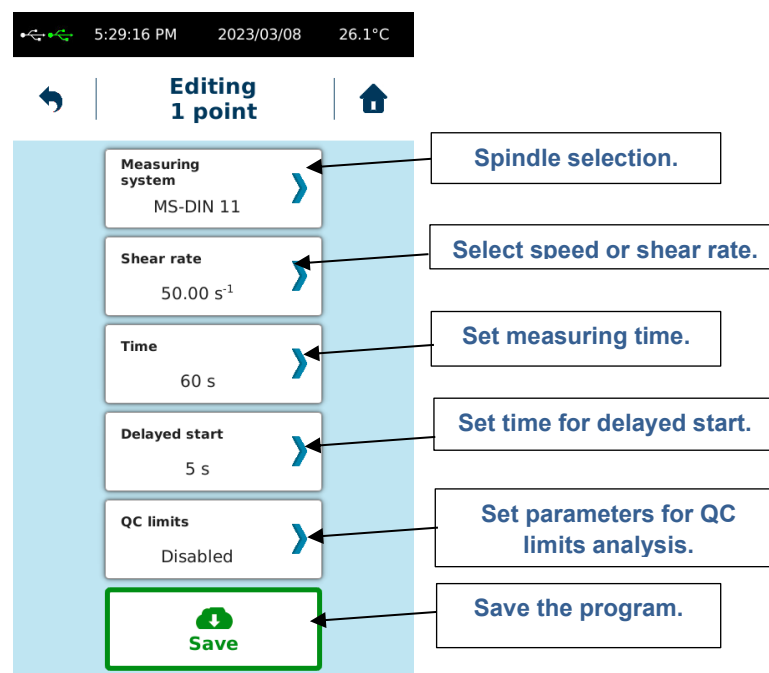 5:29:16 PM 2023/03/08 26.1°C
Editing
1 point
Measuring
system
MS-DIN 11
Spindle selection.
Shear rate
50.00 s⁻¹
Select speed or shear rate.
Time
60 s
Set measuring time.
Delayed start
5 s
Set time for delayed start.
QC limits
Disabled
Set parameters for QC
limits analysis.
Save
Save the program.